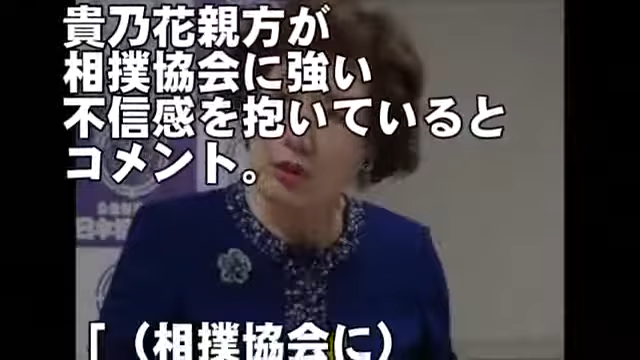 貴乃花親方が
相撲協会に強い
不信感を抱いていると
コメント。
「（相撲協会に）